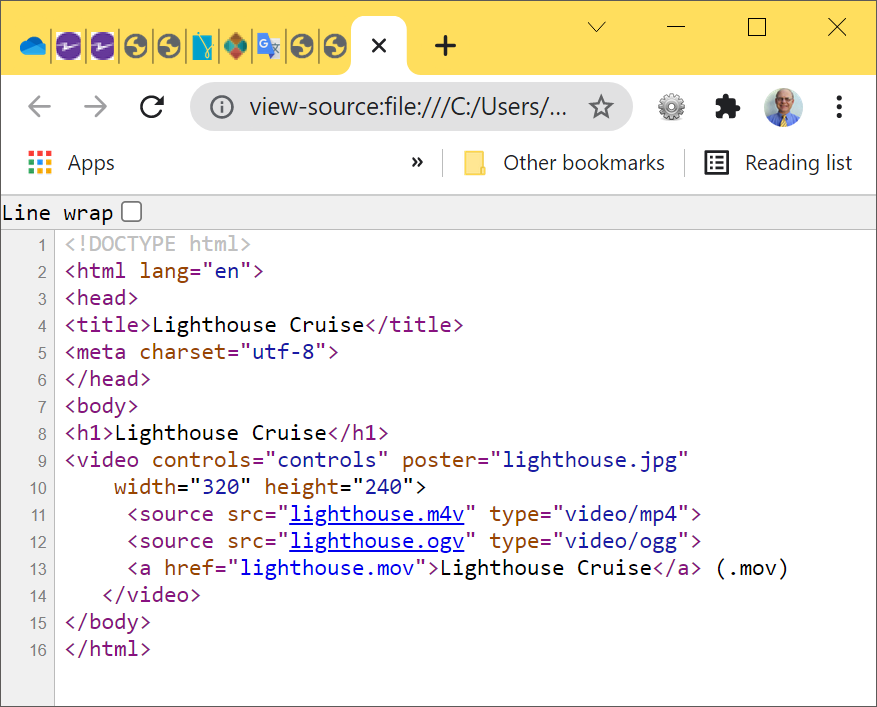 view-source:file:///C:/Users/...
Apps
» Other bookmarks Reading list
Line wrap
1 <!DOCTYPE html>
2 <html lang="en">
3 <head>
4 <title>Lighthouse Cruise</title>
5 <meta charset="utf-8">
6 </head>
7 <body>
8 <h1>Lighthouse Cruise</h1>
9 <video controls="controls" poster="lighthouse.jpg"
10 width="320" height="240">
11 <source src="lighthouse.m4v" type="video/mp4">
12 <source src="lighthouse.ogv" type="video/ogg">
13 <a href="lighthouse.mov">Lighthouse Cruise</a> (.mov)
14 </video>
15 </body>
16 </html>